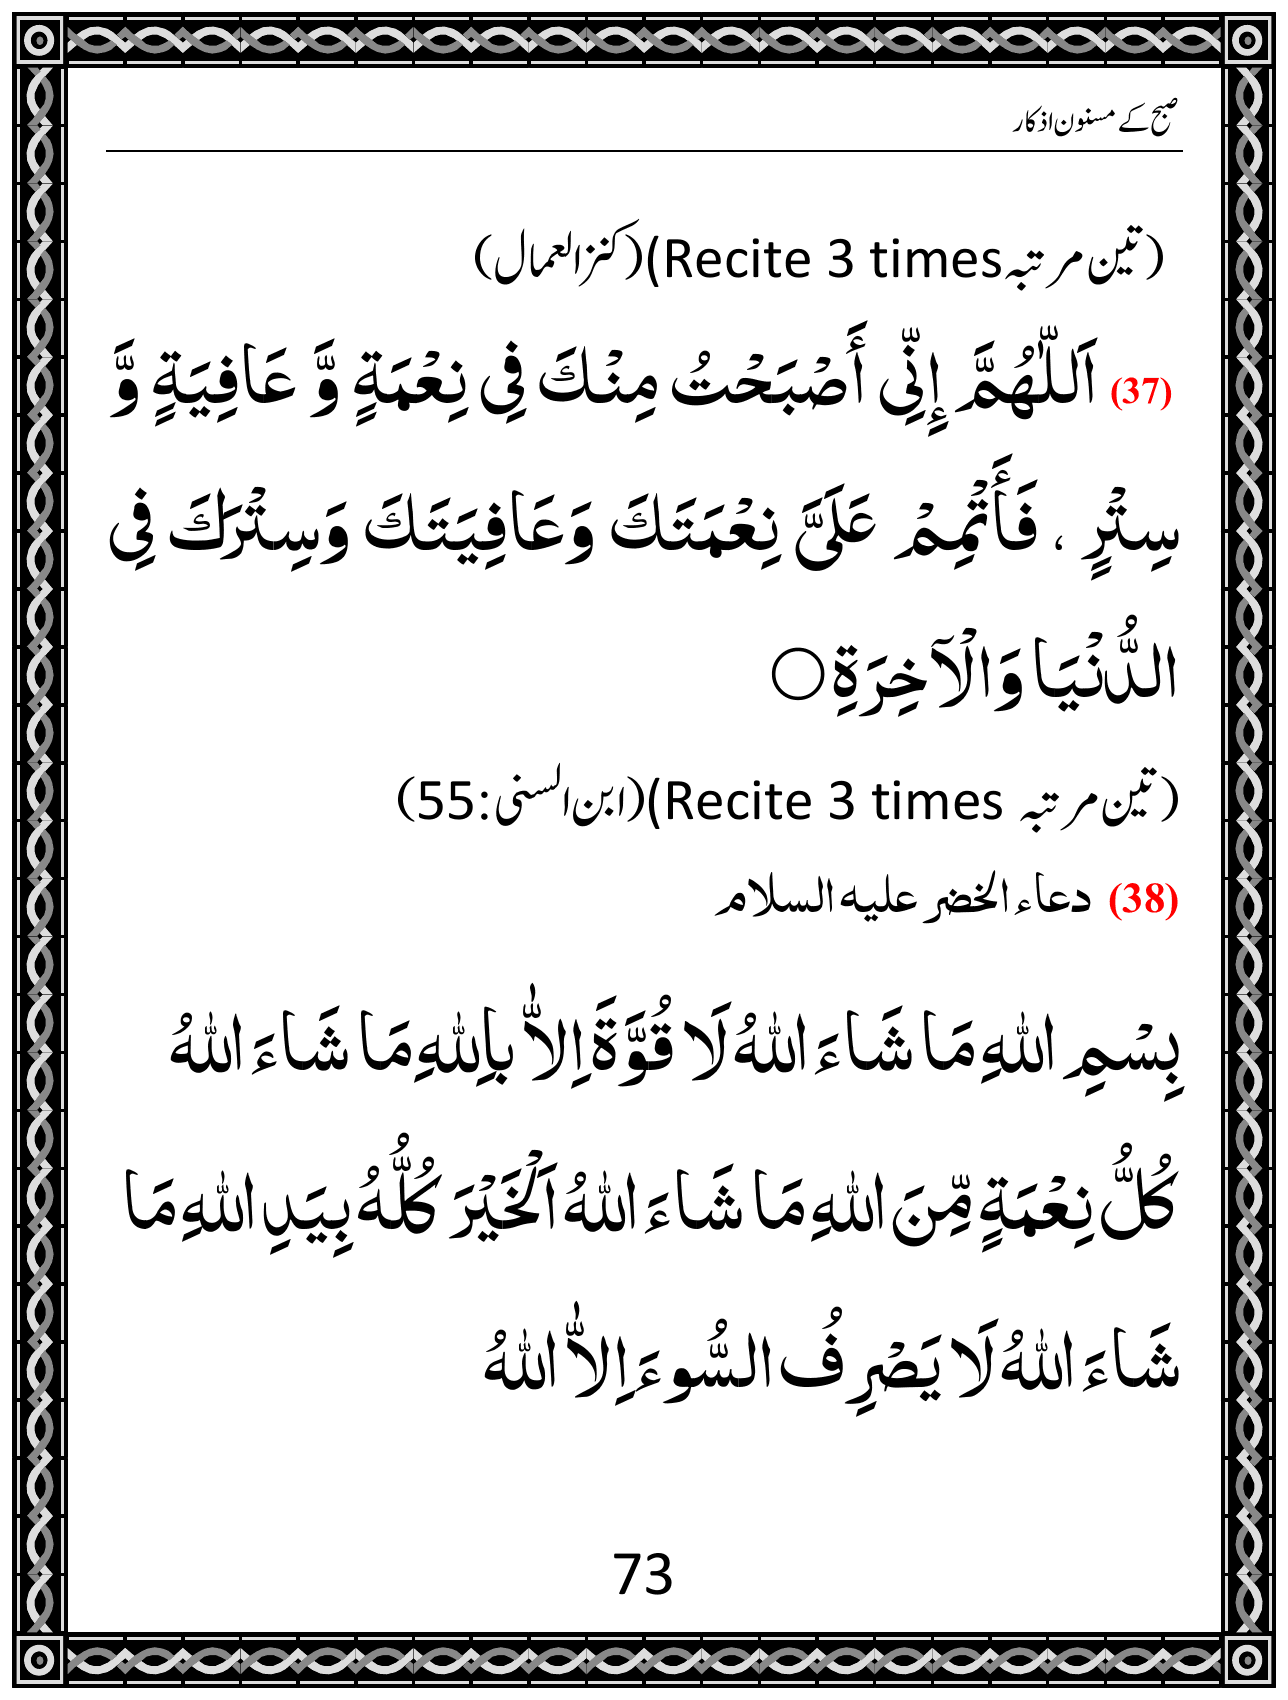 صبح کے مسنون اذکار
(تین مرتبہ Recite 3 times)(کنز العمال)
(37) اَللّٰهُمَّ إِنِّي أَصْبَحْتُ مِنْكَ فِي نِعْمَةٍ وَّ عَافِيَةٍ وَّ
سِتْرٍ ، فَأَتْمِمْ عَلَيَّ نِعْمَتَكَ وَعَافِيَتَكَ وَسِتْرَكَ فِي
الدُّنْيَا وَالْآخِرَةِ○
(تین مرتبہ Recite 3 times)(ابن السنی:55)
(38) دعاء الخضر علیہ السلام
بِسْمِ اللهِ مَا شَاءَ اللهُ لَا قُوَّةَ اِلاّٰ بِاللهِ مَا شَاءَ اللهُ
كُلُّ نِعْمَةٍ مِّنَ اللهِ مَا شَاءَ اللهُ اَلْخَيْرَ كُلُّهُ بِيَدِ اللهِ مَا
شَاءَ اللهُ لَا يَصْرِفُ السُّوءَ اِلاّٰ اللهُ
73